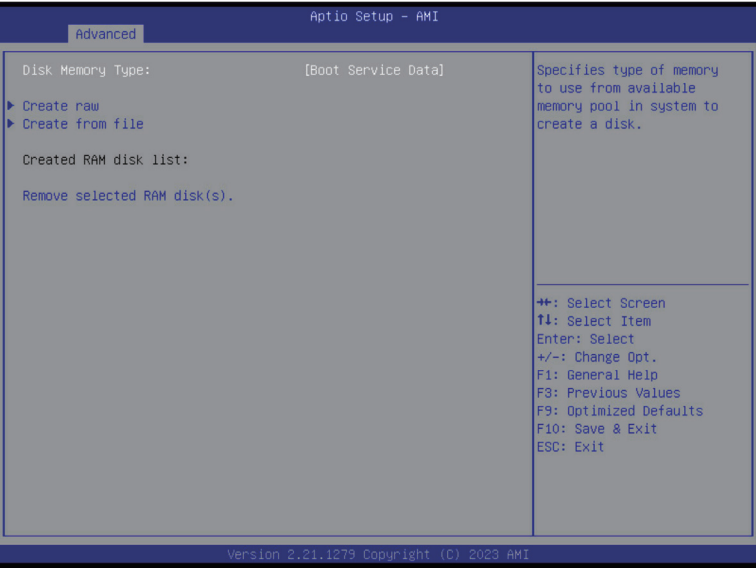 Aptio Setup – AMI
Advanced
Disk Memory Type: [Boot Service Data]
Create raw
Create from file
Created RAM disk list:
Remove selected RAM disk(s).
Specifies type of memory
to use from available
memory pool in system to
create a disk.
→←: Select Screen
↑↓: Select Item
Enter: Select
+/-: Change Opt.
F1: General Help
F3: Previous Values
F9: Optimized Defaults
F10: Save & Exit
ESC: Exit
Version 2.21.1279 Copyright (C) 2023 AMI